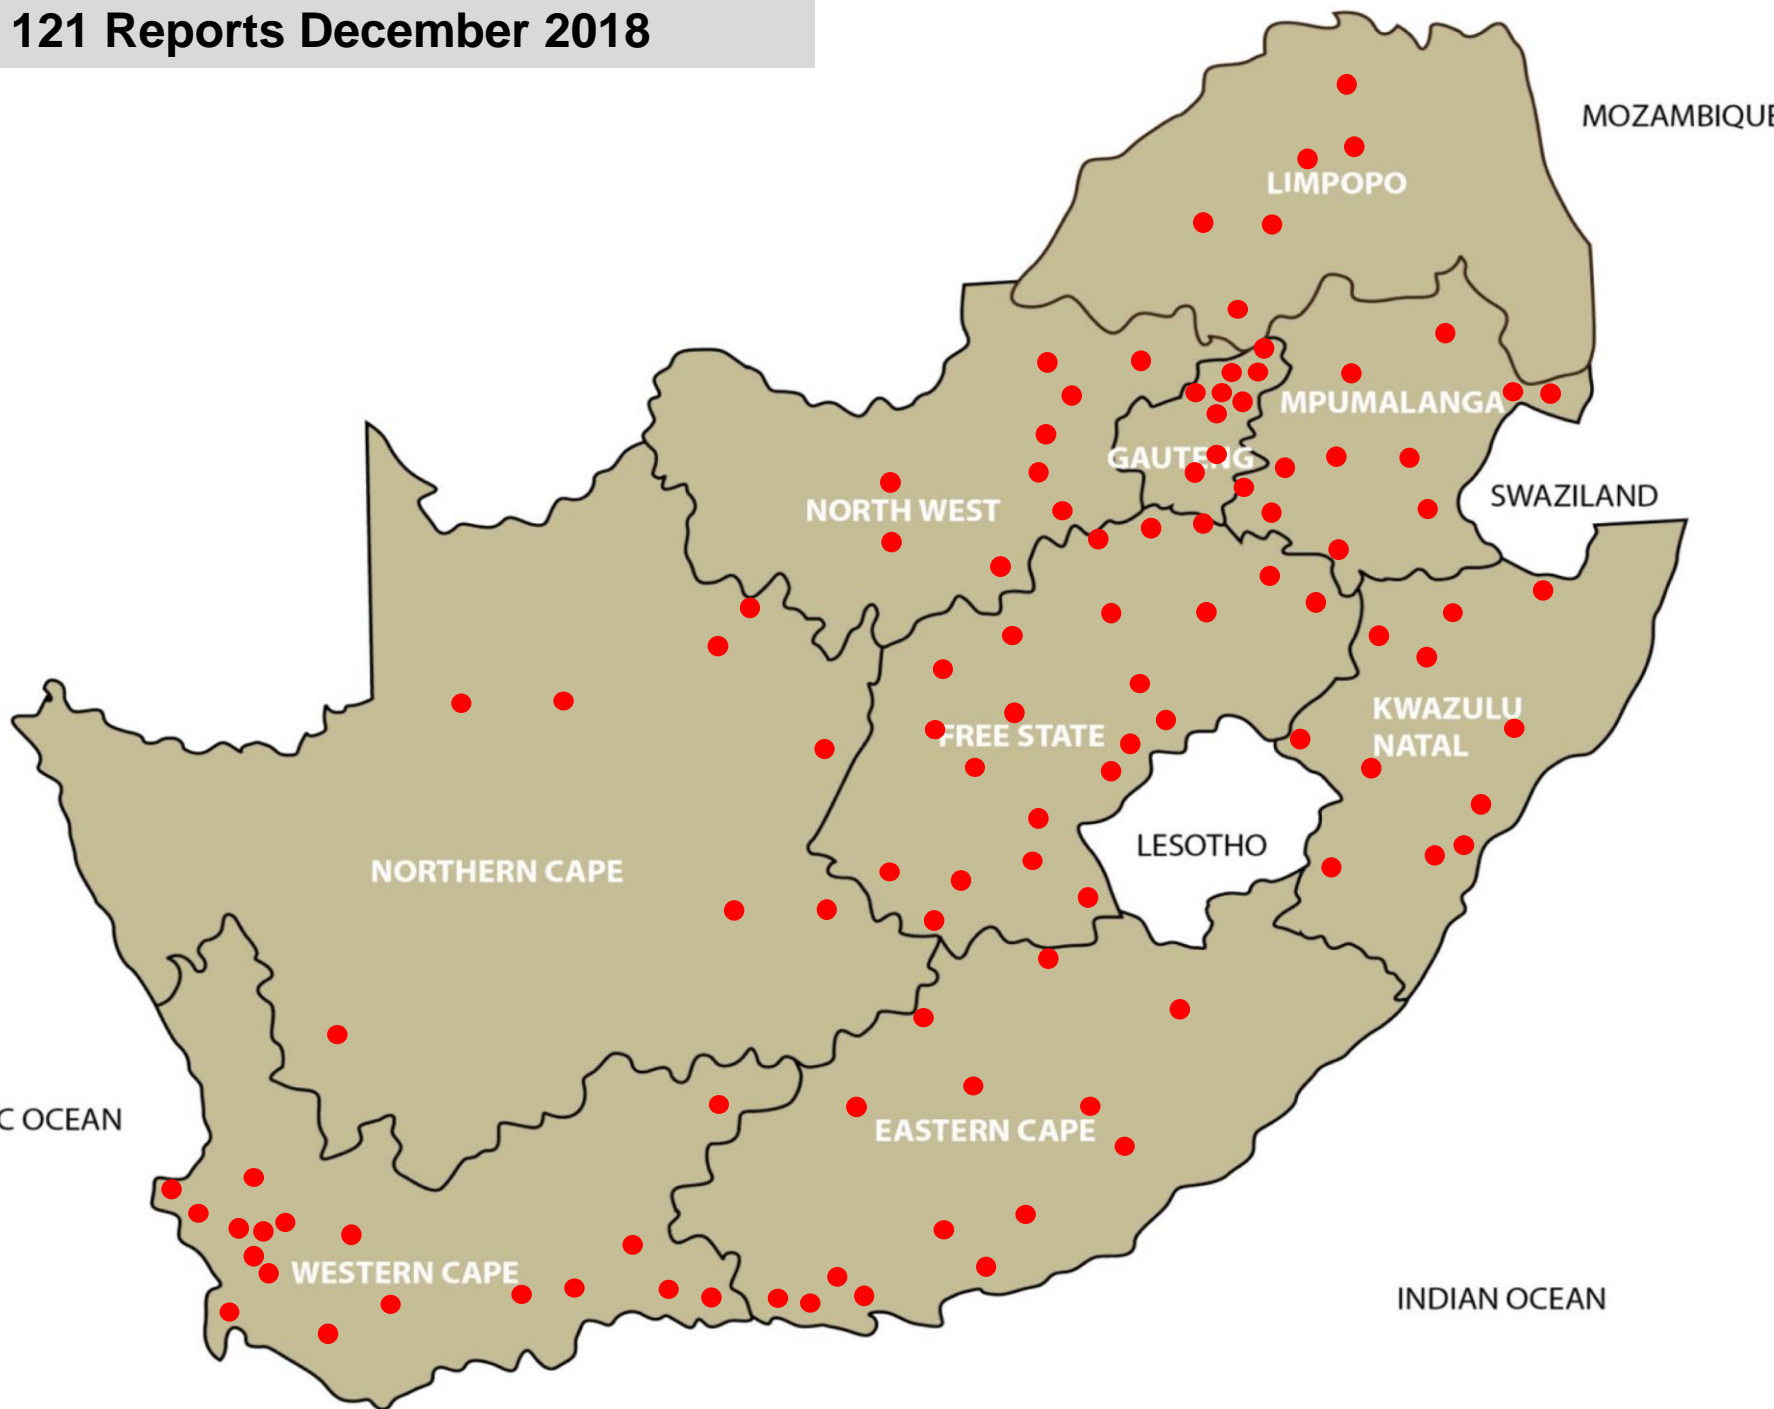 121 Reports December 2018
MOZAMBIQUE
LIMPOPO
MPUMALANGA
GAUTENG
SWAZILAND
NORTH WEST
KWAZULU
NATAL
FREE STATE
LESOTHO
NORTHERN CAPE
C OCEAN
EASTERN CAPE
WESTERN CAPE
INDIAN OCEAN